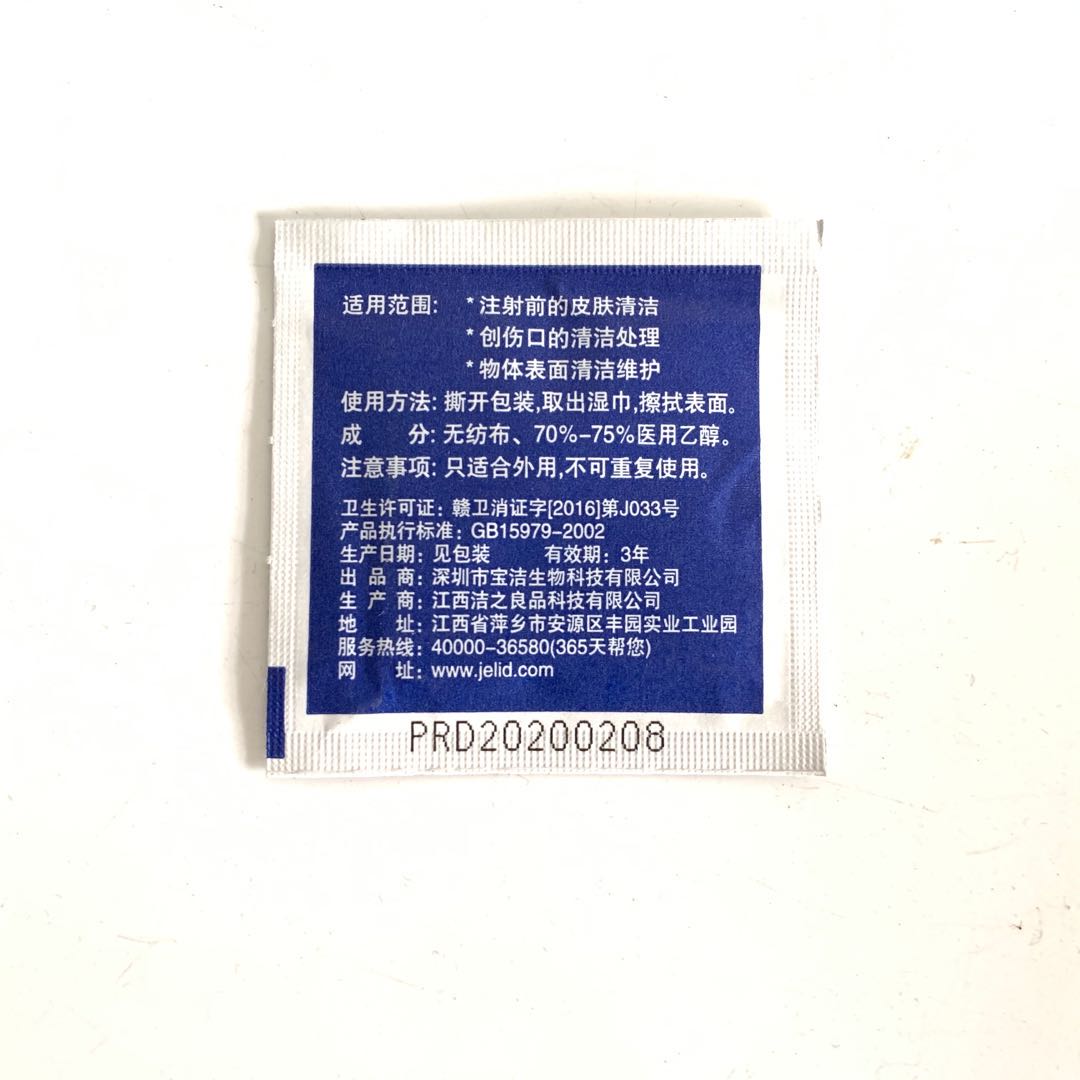 适用范围: *注射前的皮肤清洁
*创伤口的清洁处理
*物体表面清洁维护
使用方法: 撕开包装,取出湿巾,擦拭表面。
成 分: 无纺布、70%-75%医用乙醇。
注意事项: 只适合外用,不可重复使用。
卫生许可证: 赣卫消证字[2016]第J033号
产品执行标准: GB15979-2002
生产日期: 见包装 有效期: 3年
出 品 商: 深圳市宝洁生物科技有限公司
生 产 商: 江西洁之良品科技有限公司
地 址: 江西省萍乡市安源区丰园实业工业园
服务热线: 40000-36580(365天帮您)
网 址: www.jelid.com
PRD20200208